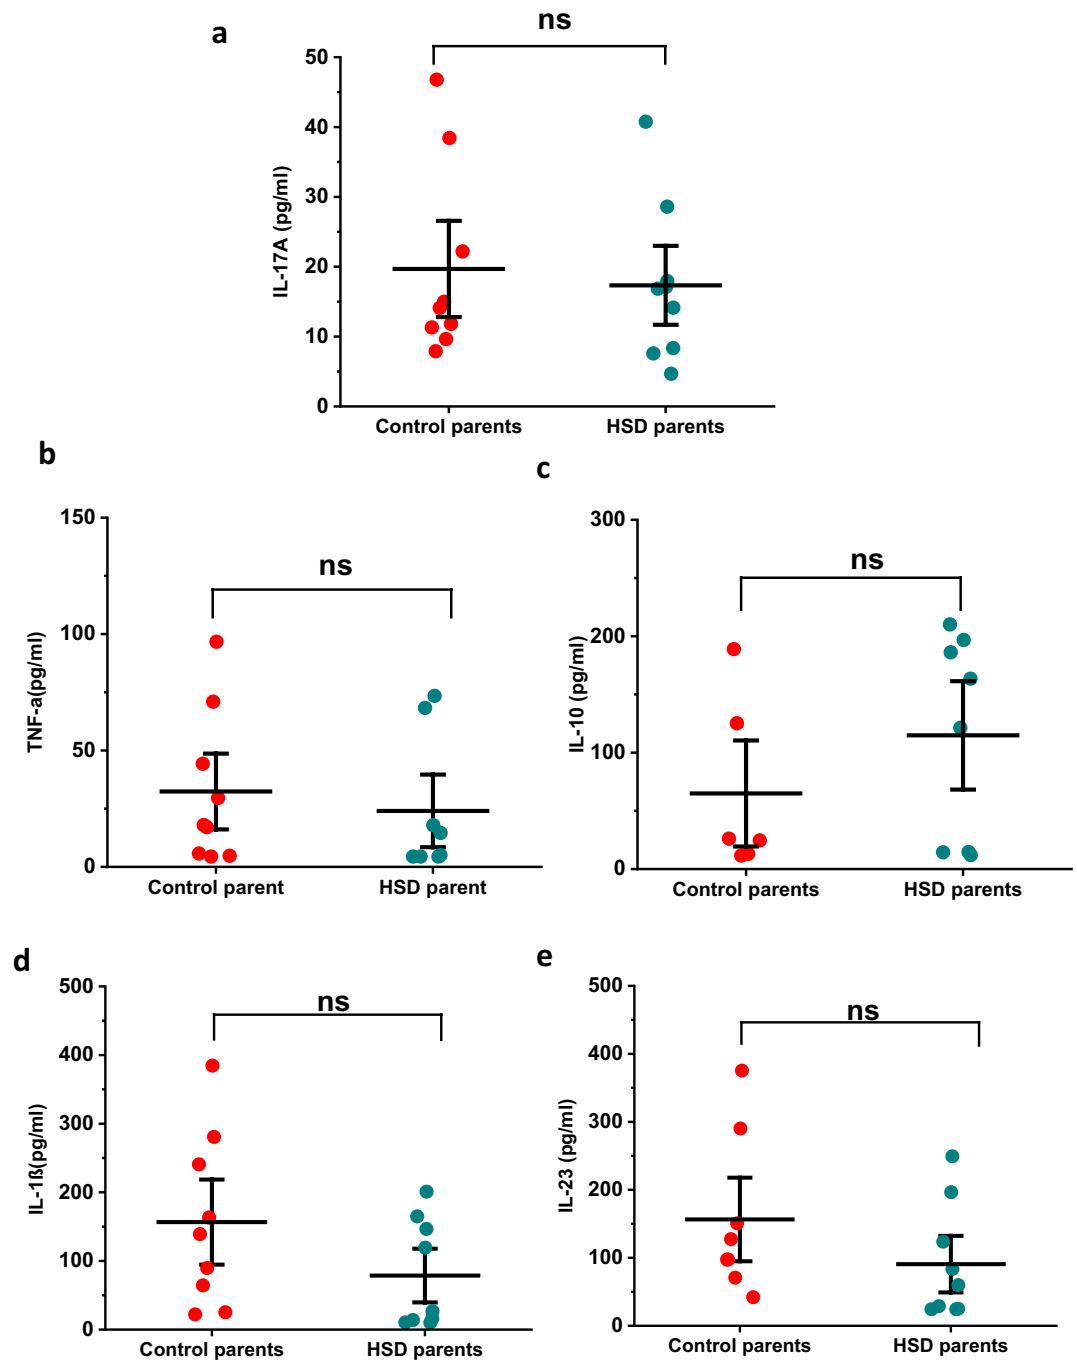 a
ns
50
40
30
20
10
0
IL-17A (pg/ml)
Control parents
HSD parents
b
150
100
50
0
TNF-a(pg/ml)
ns
Control parent
HSD parent
c
300
200
100
0
IL-10 (pg/ml)
ns
Control parents
HSD parents
d
500
400
300
200
100
0
IL-1ß(pg/ml)
ns
Control parents
HSD parents
e
500
400
300
200
100
0
IL-23 (pg/ml)
ns
Control parents
HSD parents